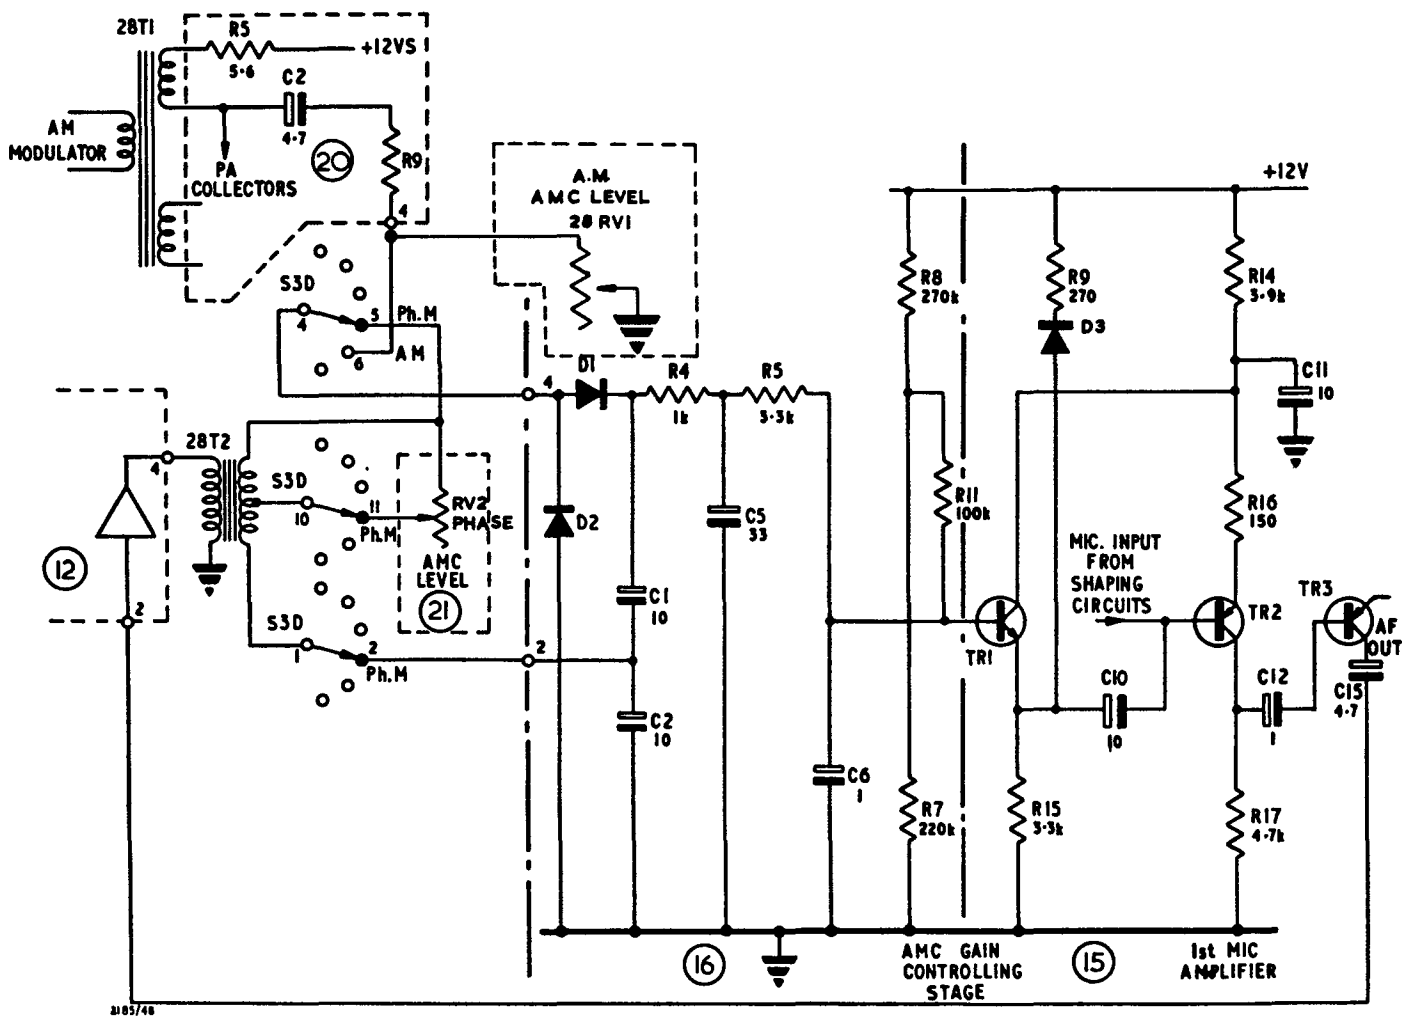 28T1
R5
5·6
+12VS
C2
4·7
AM
MODULATOR
PA
COLLECTORS
20
R9
4
A.M.
AMC LEVEL
28 RV1
S3D
4
5
Ph.M
6
AM
+12V
R8
270k
R9
270
D3
R14
3·9k
C11
10
D1
4
R4
1k
R5
3·3k
28T2
4
S3D
10
11
Ph.M
RV2
PHASE
AMC
LEVEL
21
D2
C5
33
R11
100k
R16
150
12
2
C1
10
MIC. INPUT
FROM
SHAPING
CIRCUITS
TR1
TR2
TR3
AF
OUT
S3D
1
2
Ph.M
2
C2
10
C10
10
C12
1
C15
4·7
C6
1
R7
220k
R15
3·3k
R17
4·7k
16
AMC GAIN
CONTROLLING
STAGE
15
1st MIC
AMPLIFIER
2185/48